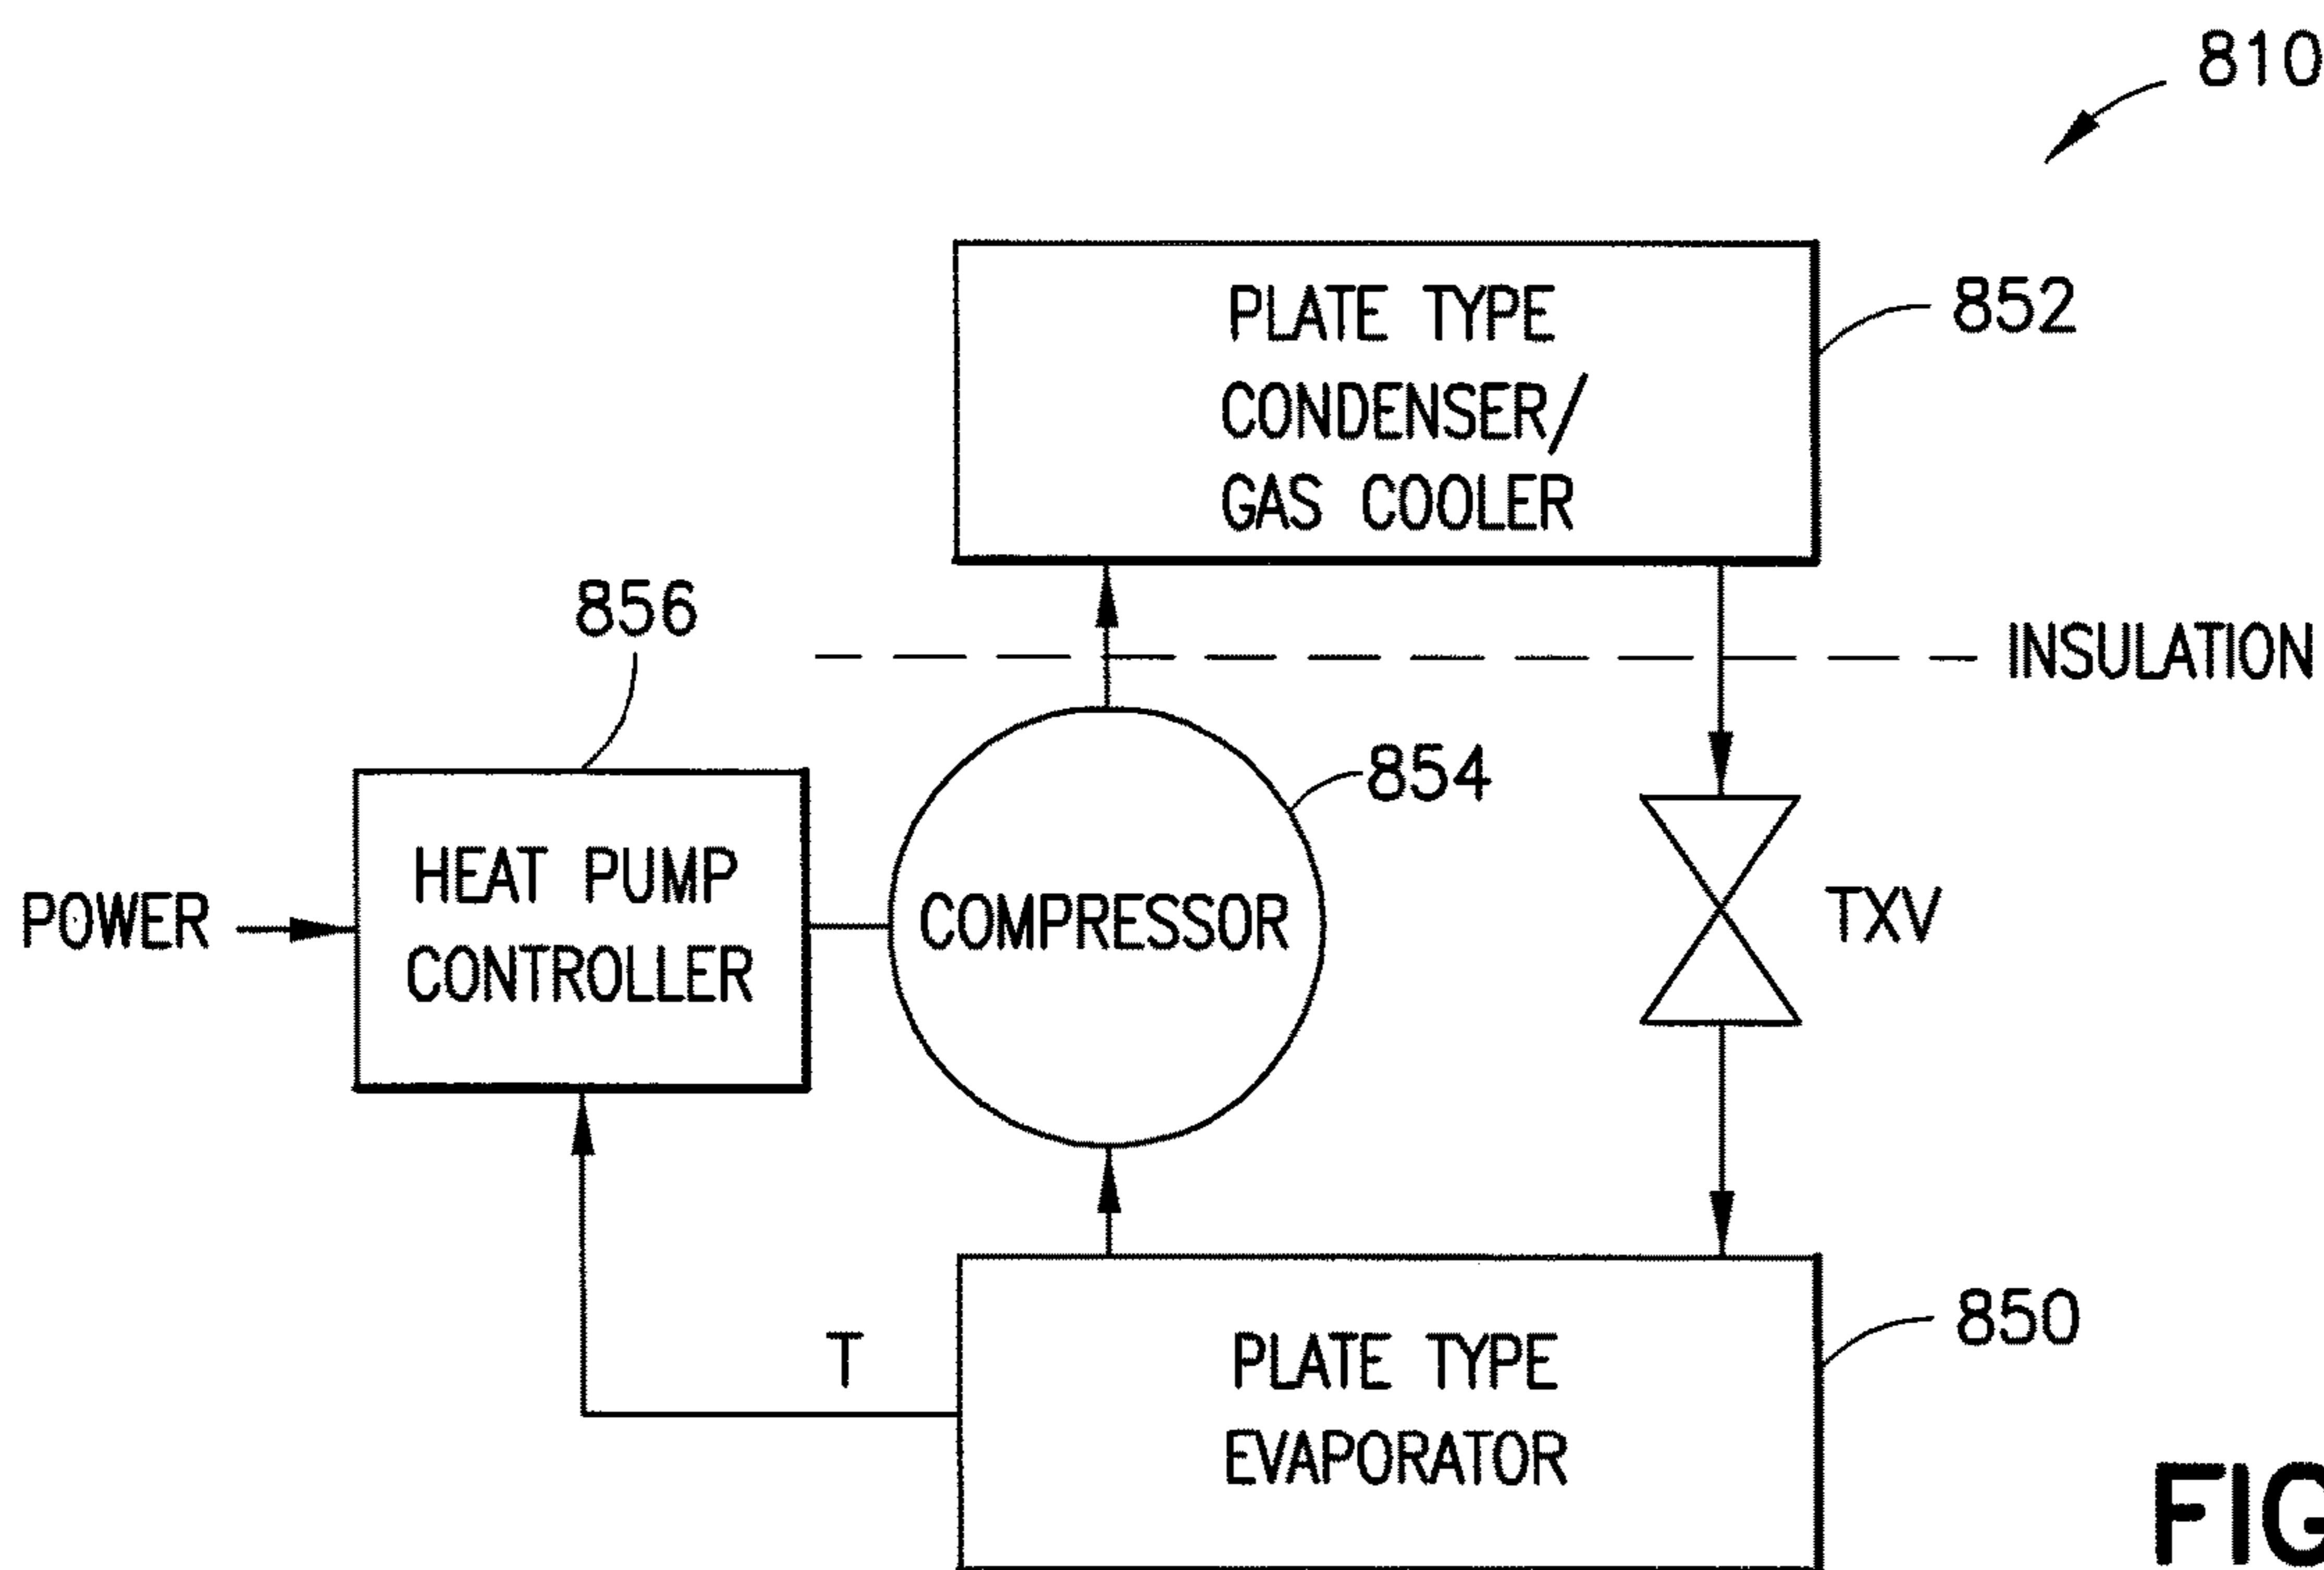 810
PLATE TYPE
CONDENSER/
GAS COOLER
852
856
INSULATION
854
HEAT PUMP
CONTROLLER
POWER
COMPRESSOR
TXV
T
PLATE TYPE
EVAPORATOR
850
FIG